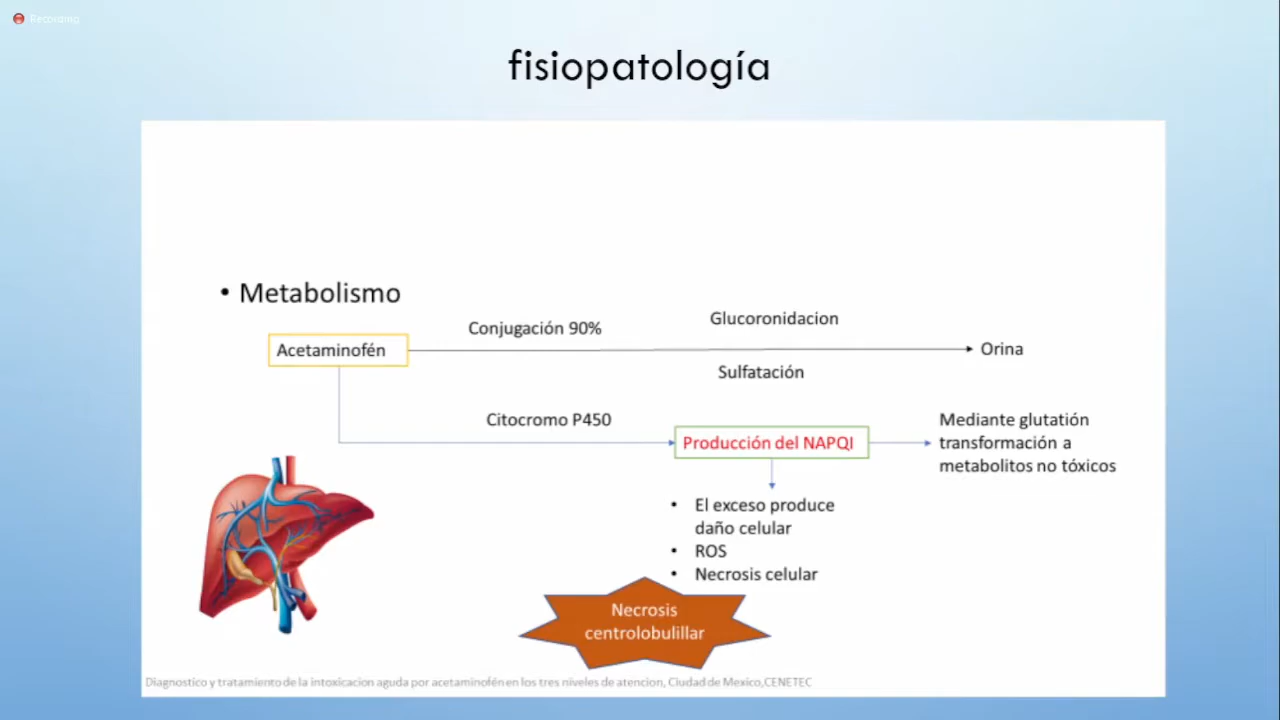 Recording
fisiopatología
• Metabolismo
Conjugación 90%
Glucoronidacion
Acetaminofén
Orina
Sulfatación
Citocromo P450
Producción del NAPQI
Mediante glutatión
transformación a
metabolitos no tóxicos
• El exceso produce
daño celular
• ROS
• Necrosis celular
Necrosis
centrolobulillar
Diagnostico y tratamiento de la intoxicacion aguda por acetaminofén en los tres niveles de atencion, Ciudad de Mexico,CENETEC